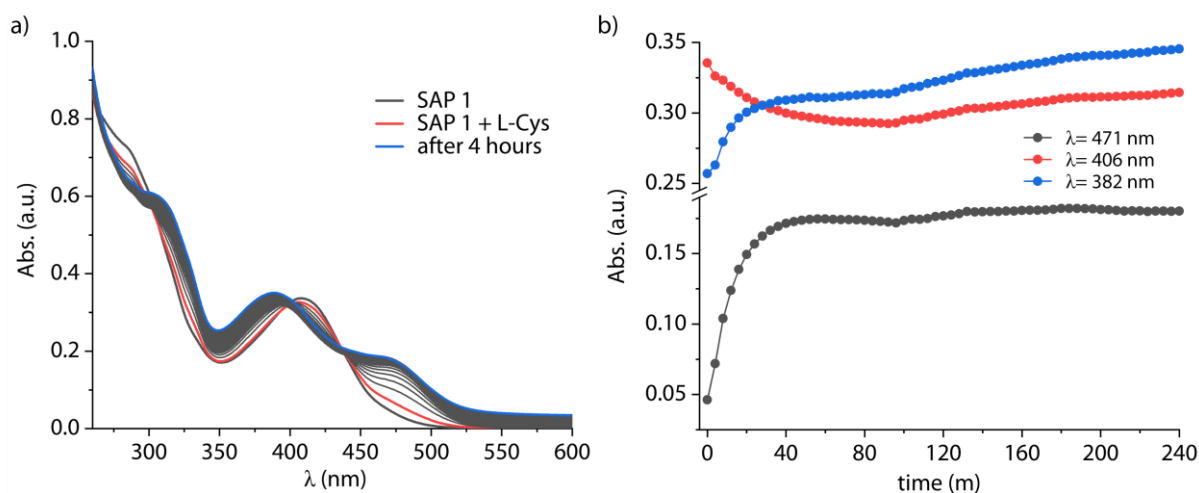 a)
1.0
0.8
0.6
0.4
0.2
0.0
Abs. (a.u.)
300 350 400 450 500 550 600
λ (nm)
SAP 1
SAP 1 + L-Cys
after 4 hours
b)
0.35
0.30
0.25
0.15
0.10
0.05
Abs. (a.u.)
0 40 80 120 160 200 240
time (m)
λ= 471 nm
λ= 406 nm
λ= 382 nm